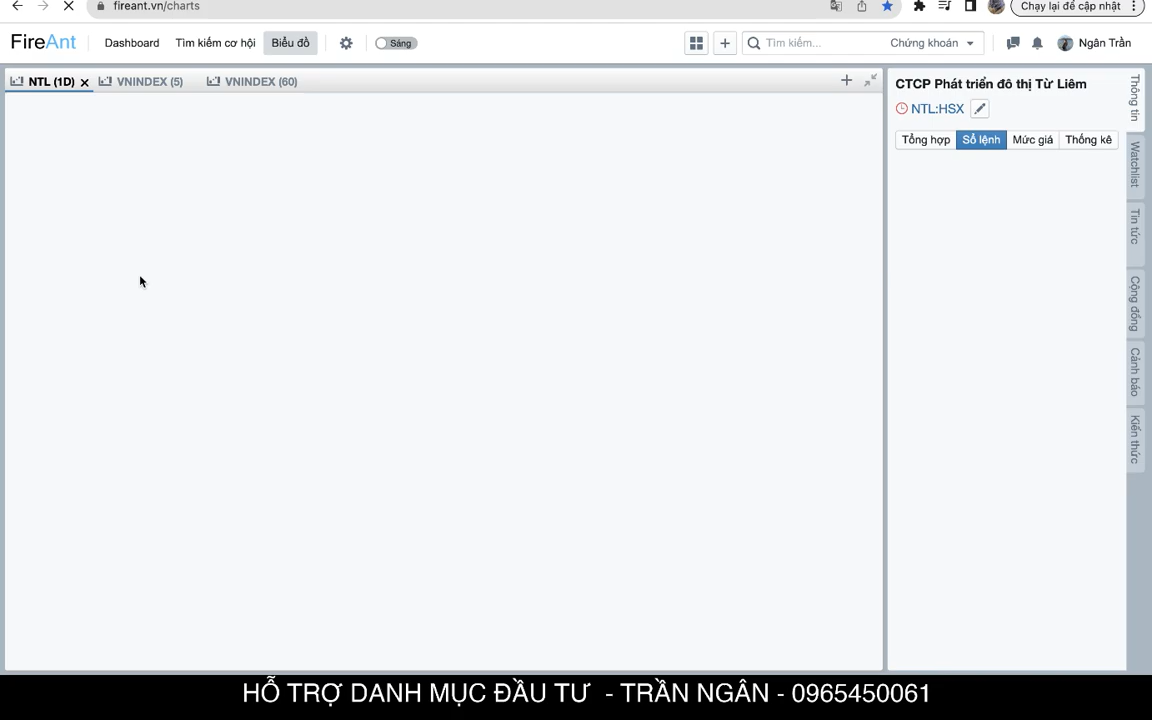 fireant.vn/charts
Chạy lại để cập nhật
FireAnt
Dashboard
Tìm kiếm cơ hội
Biểu đồ
Sáng
Tìm kiếm...
Chứng khoán
Ngân Trần
NTL (1D)
VNINDEX (5)
VNINDEX (60)
CTCP Phát triển đô thị Từ Liêm
NTL:HSX
Tổng hợp
Sổ lệnh
Mức giá
Thống kê
Thông tin
Watchlist
Tin tức
Cộng đồng
Cảnh báo
Kiến thức
HỖ TRỢ DANH MỤC ĐẦU TƯ - TRẦN NGÂN - 0965450061